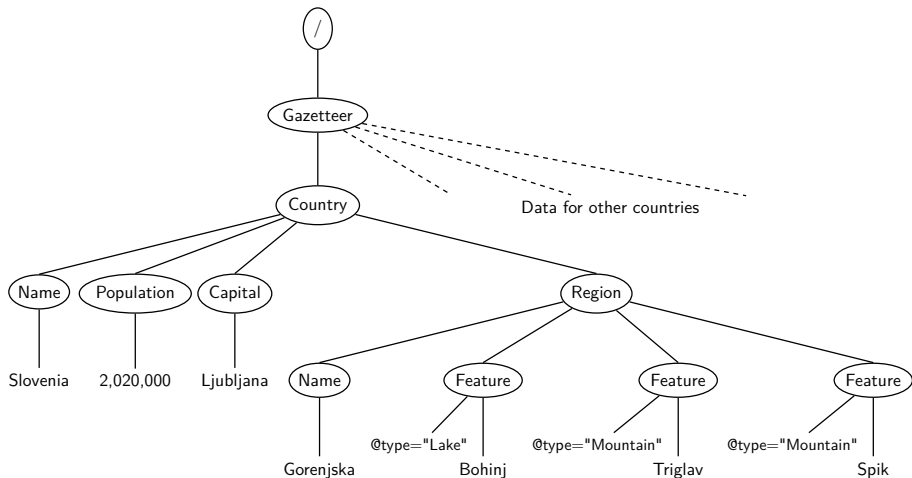 /
Gazetteer
Country
Data for other countries
Name
Population
Capital
Region
Slovenia
2,020,000
Ljubljana
Name
Feature
Feature
Feature
@type="Lake"
@type="Mountain"
@type="Mountain"
Gorenjska
Bohinj
Triglav
Spik